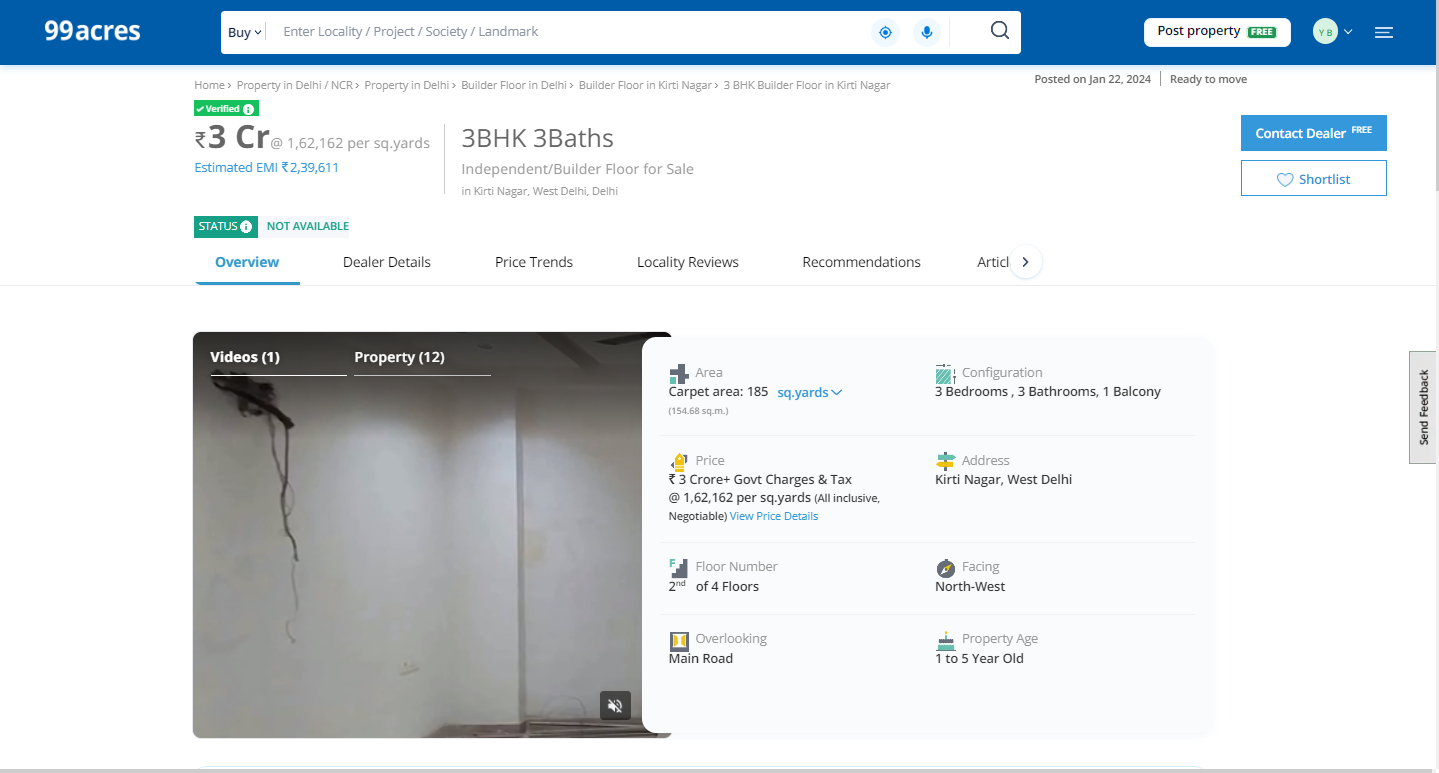 99acres
Buy
Enter Locality / Project / Society / Landmark
Post property FREE
Y B
Home › Property in Delhi / NCR › Property in Delhi › Builder Floor in Delhi › Builder Floor in Kirti Nagar › 3 BHK Builder Floor in Kirti Nagar
Posted on Jan 22, 2024 | Ready to move
Verified
₹3 Cr @ 1,62,162 per sq.yards
Estimated EMI ₹2,39,611
3BHK 3Baths
Independent/Builder Floor for Sale
in Kirti Nagar, West Delhi, Delhi
Contact Dealer FREE
Shortlist
STATUS NOT AVAILABLE
Overview Dealer Details Price Trends Locality Reviews Recommendations Articl
Videos (1) Property (12)
Area
Carpet area: 185 sq.yards
(154.68 sq.m.)
Configuration
3 Bedrooms , 3 Bathrooms, 1 Balcony
Price
₹ 3 Crore+ Govt Charges & Tax
@ 1,62,162 per sq.yards (All inclusive,
Negotiable) View Price Details
Address
Kirti Nagar, West Delhi
Floor Number
2nd of 4 Floors
Facing
North-West
Overlooking
Main Road
Property Age
1 to 5 Year Old
Send Feedback